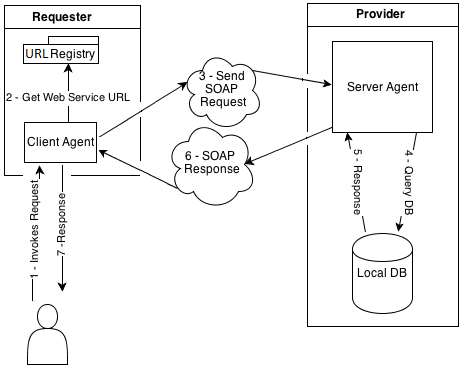 Requester
Provider
URL Registry
2 - Get Web Service URL
Client Agent
3 - Send
SOAP
Request
6 - SOAP
Response
Server Agent
5 - Response
4 - Query DB
Local DB
1 - Invokes Request
7 -Response